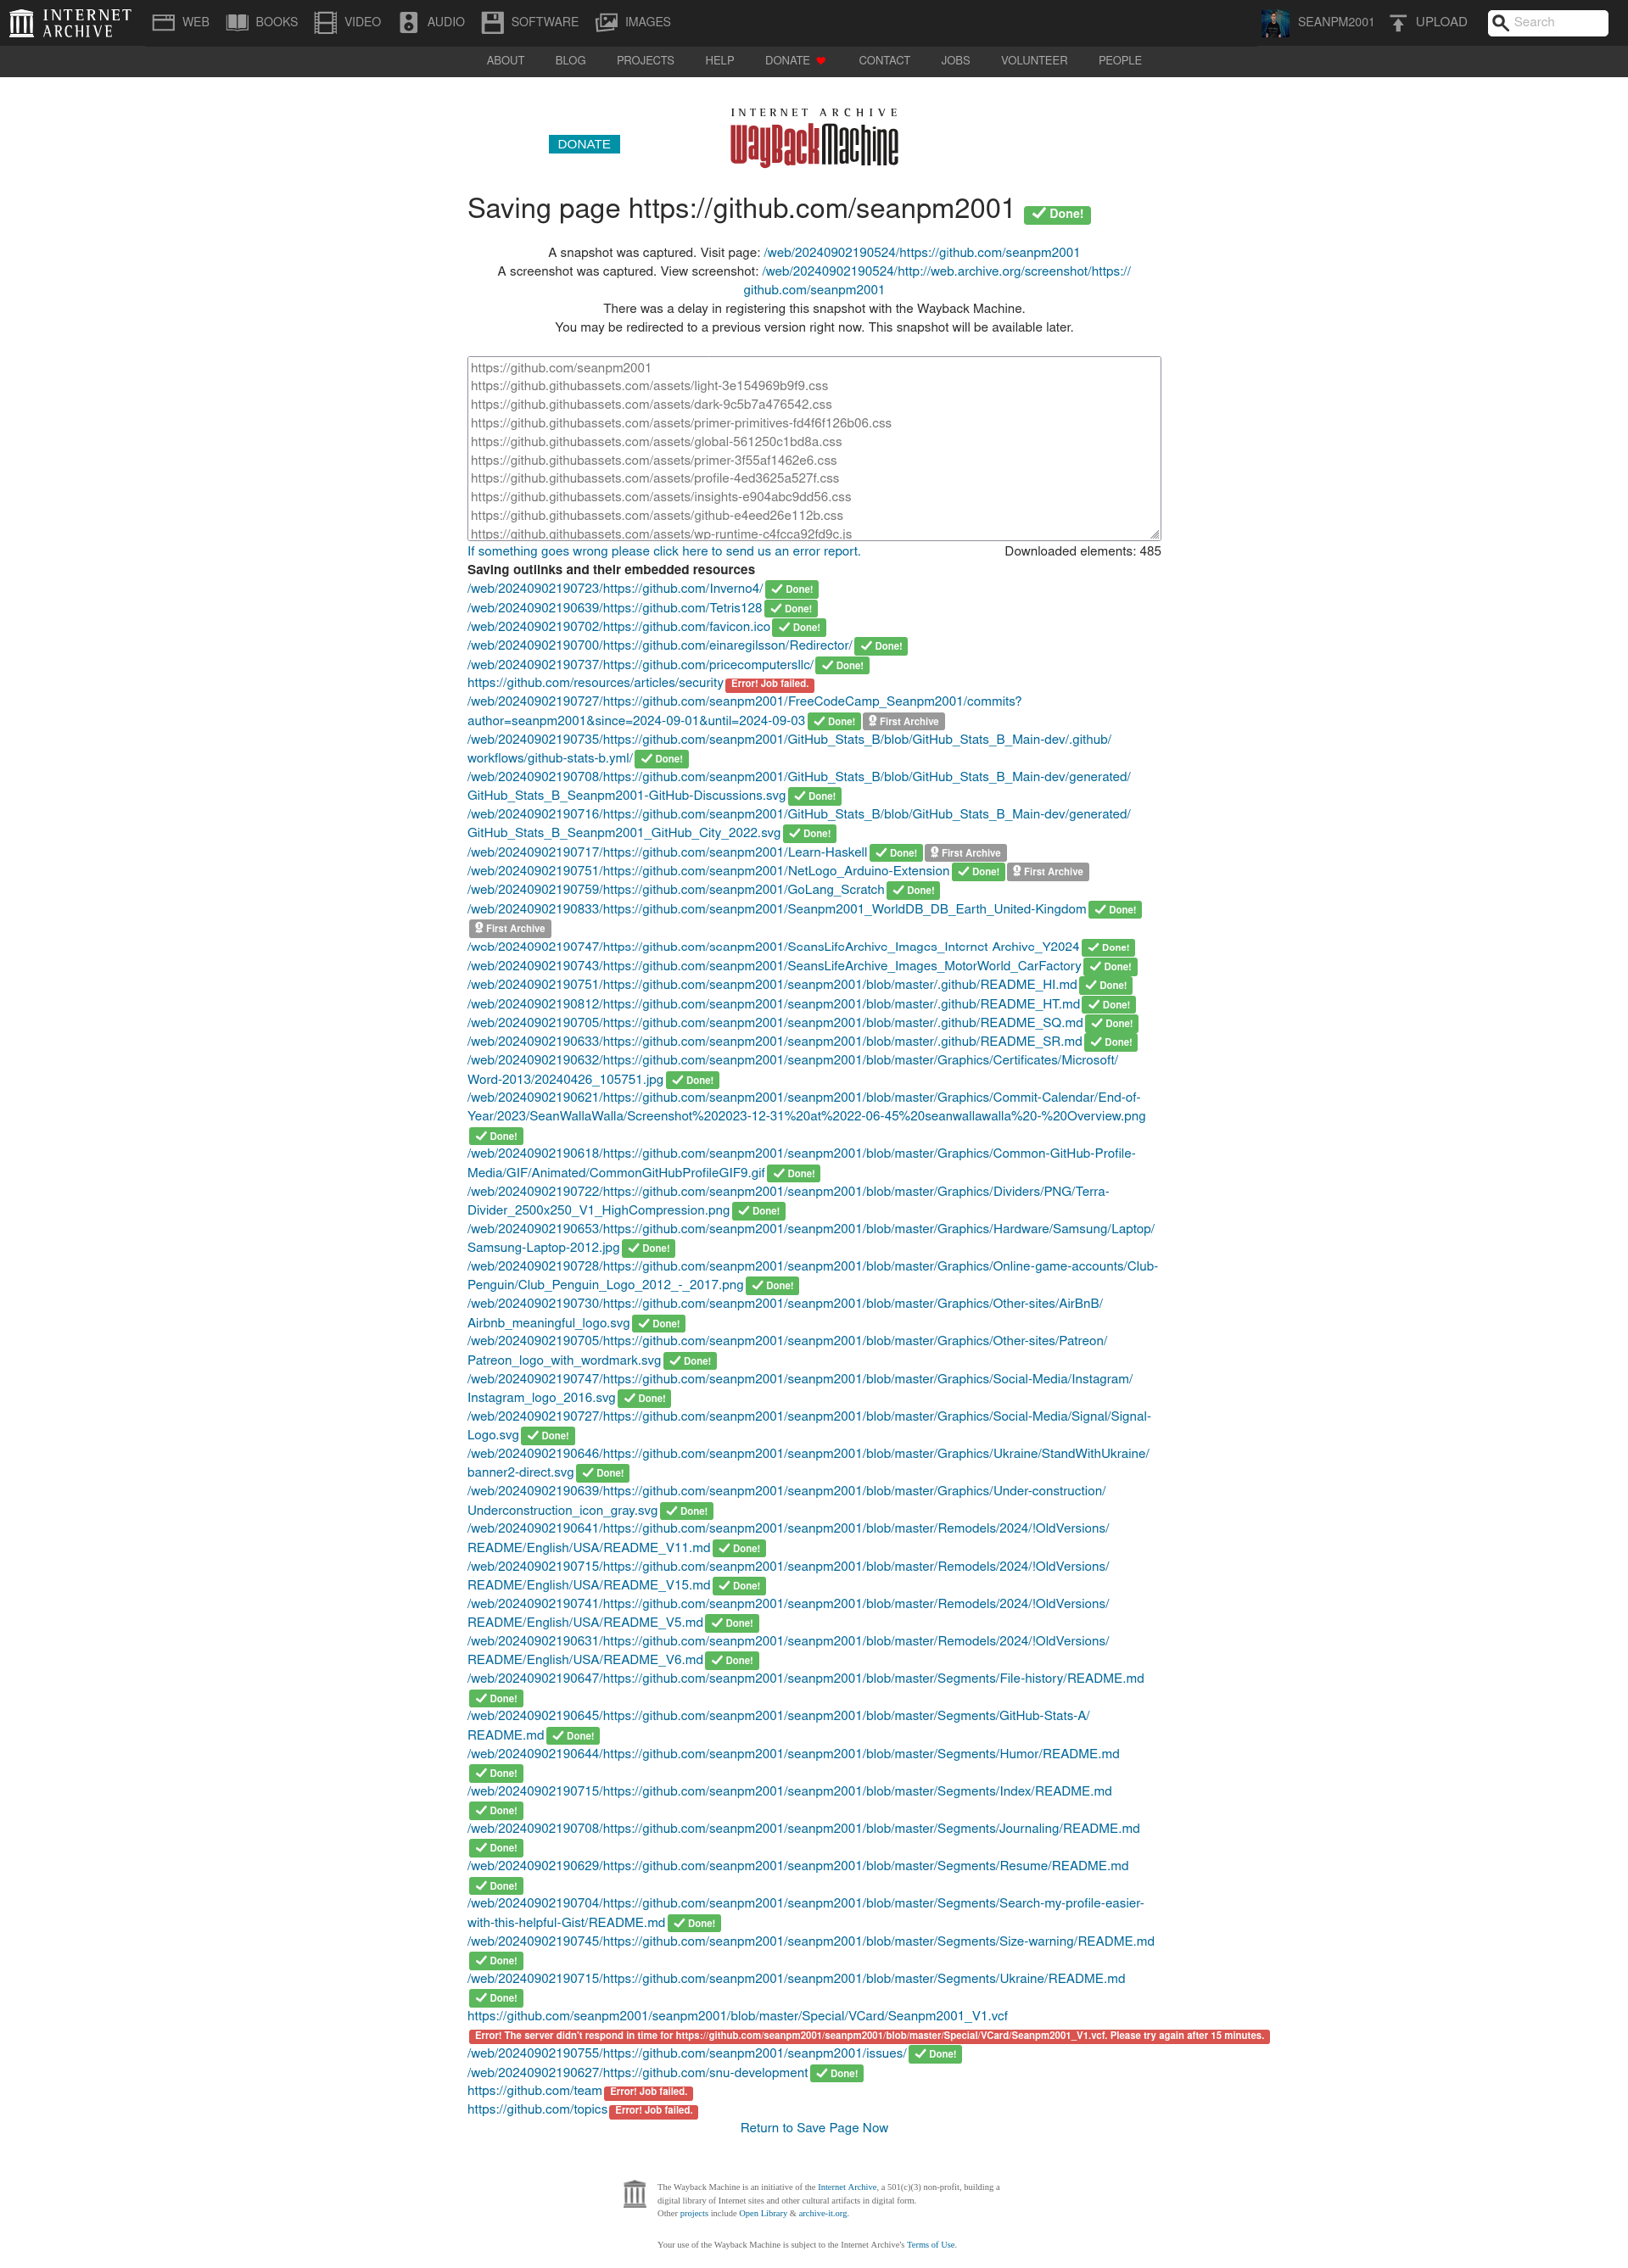 INTERNET ARCHIVE WEB BOOKS VIDEO AUDIO SOFTWARE IMAGES SEANPM2001 UPLOAD Search
ABOUT BLOG PROJECTS HELP DONATE CONTACT JOBS VOLUNTEER PEOPLE
INTERNET ARCHIVE
DONATE WayBackMachine
Saving page https://github.com/seanpm2001 Done!
A snapshot was captured. Visit page: /web/20240902190524/https://github.com/seanpm2001
A screenshot was captured. View screenshot: /web/20240902190524/http://web.archive.org/screenshot/https://
github.com/seanpm2001
There was a delay in registering this snapshot with the Wayback Machine.
You may be redirected to a previous version right now. This snapshot will be available later.
https://github.com/seanpm2001
https://github.githubassets.com/assets/light-3e154969b9f9.css
https://github.githubassets.com/assets/dark-9c5b7a476542.css
https://github.githubassets.com/assets/primer-primitives-fd4f6f126b06.css
https://github.githubassets.com/assets/global-561250c1bd8a.css
https://github.githubassets.com/assets/primer-3f55af1462e6.css
https://github.githubassets.com/assets/profile-4ed3625a527f.css
https://github.githubassets.com/assets/insights-e904abc9dd56.css
https://github.githubassets.com/assets/github-e4eed26e112b.css
https://github.githubassets.com/assets/wp-runtime-c4fcca92fd9c.js
If something goes wrong please click here to send us an error report. Downloaded elements: 485
Saving outlinks and their embedded resources
/web/20240902190723/https://github.com/Inverno4/ Done!
/web/20240902190639/https://github.com/Tetris128 Done!
/web/20240902190702/https://github.com/favicon.ico Done!
/web/20240902190700/https://github.com/einaregilsson/Redirector/ Done!
/web/20240902190737/https://github.com/pricecomputersllc/ Done!
https://github.com/resources/articles/security Error! Job failed.
/web/20240902190727/https://github.com/seanpm2001/FreeCodeCamp_Seanpm2001/commits?
author=seanpm2001&since=2024-09-01&until=2024-09-03 Done! First Archive
/web/20240902190735/https://github.com/seanpm2001/GitHub_Stats_B/blob/GitHub_Stats_B_Main-dev/.github/
workflows/github-stats-b.yml/ Done!
/web/20240902190708/https://github.com/seanpm2001/GitHub_Stats_B/blob/GitHub_Stats_B_Main-dev/generated/
GitHub_Stats_B_Seanpm2001-GitHub-Discussions.svg Done!
/web/20240902190716/https://github.com/seanpm2001/GitHub_Stats_B/blob/GitHub_Stats_B_Main-dev/generated/
GitHub_Stats_B_Seanpm2001_GitHub_City_2022.svg Done!
/web/20240902190717/https://github.com/seanpm2001/Learn-Haskell Done! First Archive
/web/20240902190751/https://github.com/seanpm2001/NetLogo_Arduino-Extension Done! First Archive
/web/20240902190759/https://github.com/seanpm2001/GoLang_Scratch Done!
/web/20240902190833/https://github.com/seanpm2001/Seanpm2001_WorldDB_DB_Earth_United-Kingdom Done!
First Archive
/web/20240902190747/https://github.com/seanpm2001/SeansLifeArchive_Images_Internet-Archive_Y2024 Done!
/web/20240902190743/https://github.com/seanpm2001/SeansLifeArchive_Images_MotorWorld_CarFactory Done!
/web/20240902190751/https://github.com/seanpm2001/seanpm2001/blob/master/.github/README_HI.md Done!
/web/20240902190812/https://github.com/seanpm2001/seanpm2001/blob/master/.github/README_HT.md Done!
/web/20240902190705/https://github.com/seanpm2001/seanpm2001/blob/master/.github/README_SQ.md Done!
/web/20240902190633/https://github.com/seanpm2001/seanpm2001/blob/master/.github/README_SR.md Done!
/web/20240902190632/https://github.com/seanpm2001/seanpm2001/blob/master/Graphics/Certificates/Microsoft/
Word-2013/20240426_105751.jpg Done!
/web/20240902190621/https://github.com/seanpm2001/seanpm2001/blob/master/Graphics/Commit-Calendar/End-of-
Year/2023/SeanWallaWalla/Screenshot%202023-12-31%20at%2022-06-45%20seanwallawalla%20-%20Overview.png
Done!
/web/20240902190618/https://github.com/seanpm2001/seanpm2001/blob/master/Graphics/Common-GitHub-Profile-
Media/GIF/Animated/CommonGitHubProfileGIF9.gif Done!
/web/20240902190722/https://github.com/seanpm2001/seanpm2001/blob/master/Graphics/Dividers/PNG/Terra-
Divider_2500x250_V1_HighCompression.png Done!
/web/20240902190653/https://github.com/seanpm2001/seanpm2001/blob/master/Graphics/Hardware/Samsung/Laptop/
Samsung-Laptop-2012.jpg Done!
/web/20240902190728/https://github.com/seanpm2001/seanpm2001/blob/master/Graphics/Online-game-accounts/Club-
Penguin/Club_Penguin_Logo_2012_-_2017.png Done!
/web/20240902190730/https://github.com/seanpm2001/seanpm2001/blob/master/Graphics/Other-sites/AirBnB/
Airbnb_meaningful_logo.svg Done!
/web/20240902190705/https://github.com/seanpm2001/seanpm2001/blob/master/Graphics/Other-sites/Patreon/
Patreon_logo_with_wordmark.svg Done!
/web/20240902190747/https://github.com/seanpm2001/seanpm2001/blob/master/Graphics/Social-Media/Instagram/
Instagram_logo_2016.svg Done!
/web/20240902190727/https://github.com/seanpm2001/seanpm2001/blob/master/Graphics/Social-Media/Signal/Signal-
Logo.svg Done!
/web/20240902190646/https://github.com/seanpm2001/seanpm2001/blob/master/Graphics/Ukraine/StandWithUkraine/
banner2-direct.svg Done!
/web/20240902190639/https://github.com/seanpm2001/seanpm2001/blob/master/Graphics/Under-construction/
Underconstruction_icon_gray.svg Done!
/web/20240902190641/https://github.com/seanpm2001/seanpm2001/blob/master/Remodels/2024/!OldVersions/
README/English/USA/README_V11.md Done!
/web/20240902190715/https://github.com/seanpm2001/seanpm2001/blob/master/Remodels/2024/!OldVersions/
README/English/USA/README_V15.md Done!
/web/20240902190741/https://github.com/seanpm2001/seanpm2001/blob/master/Remodels/2024/!OldVersions/
README/English/USA/README_V5.md Done!
/web/20240902190631/https://github.com/seanpm2001/seanpm2001/blob/master/Remodels/2024/!OldVersions/
README/English/USA/README_V6.md Done!
/web/20240902190647/https://github.com/seanpm2001/seanpm2001/blob/master/Segments/File-history/README.md
Done!
/web/20240902190645/https://github.com/seanpm2001/seanpm2001/blob/master/Segments/GitHub-Stats-A/
README.md Done!
/web/20240902190644/https://github.com/seanpm2001/seanpm2001/blob/master/Segments/Humor/README.md
Done!
/web/20240902190715/https://github.com/seanpm2001/seanpm2001/blob/master/Segments/Index/README.md
Done!
/web/20240902190708/https://github.com/seanpm2001/seanpm2001/blob/master/Segments/Journaling/README.md
Done!
/web/20240902190629/https://github.com/seanpm2001/seanpm2001/blob/master/Segments/Resume/README.md
Done!
/web/20240902190704/https://github.com/seanpm2001/seanpm2001/blob/master/Segments/Search-my-profile-easier-
with-this-helpful-Gist/README.md Done!
/web/20240902190745/https://github.com/seanpm2001/seanpm2001/blob/master/Segments/Size-warning/README.md
Done!
/web/20240902190715/https://github.com/seanpm2001/seanpm2001/blob/master/Segments/Ukraine/README.md
Done!
https://github.com/seanpm2001/seanpm2001/blob/master/Special/VCard/Seanpm2001_V1.vcf
Error! The server didn't respond in time for https://github.com/seanpm2001/seanpm2001/blob/master/Special/VCard/Seanpm2001_V1.vcf. Please try again after 15 minutes.
/web/20240902190755/https://github.com/seanpm2001/seanpm2001/issues/ Done!
/web/20240902190627/https://github.com/snu-development Done!
https://github.com/team Error! Job failed.
https://github.com/topics Error! Job failed.
Return to Save Page Now
The Wayback Machine is an initiative of the Internet Archive, a 501(c)(3) non-profit, building a
digital library of Internet sites and other cultural artifacts in digital form.
Other projects include Open Library & archive-it.org.
Your use of the Wayback Machine is subject to the Internet Archive's Terms of Use.